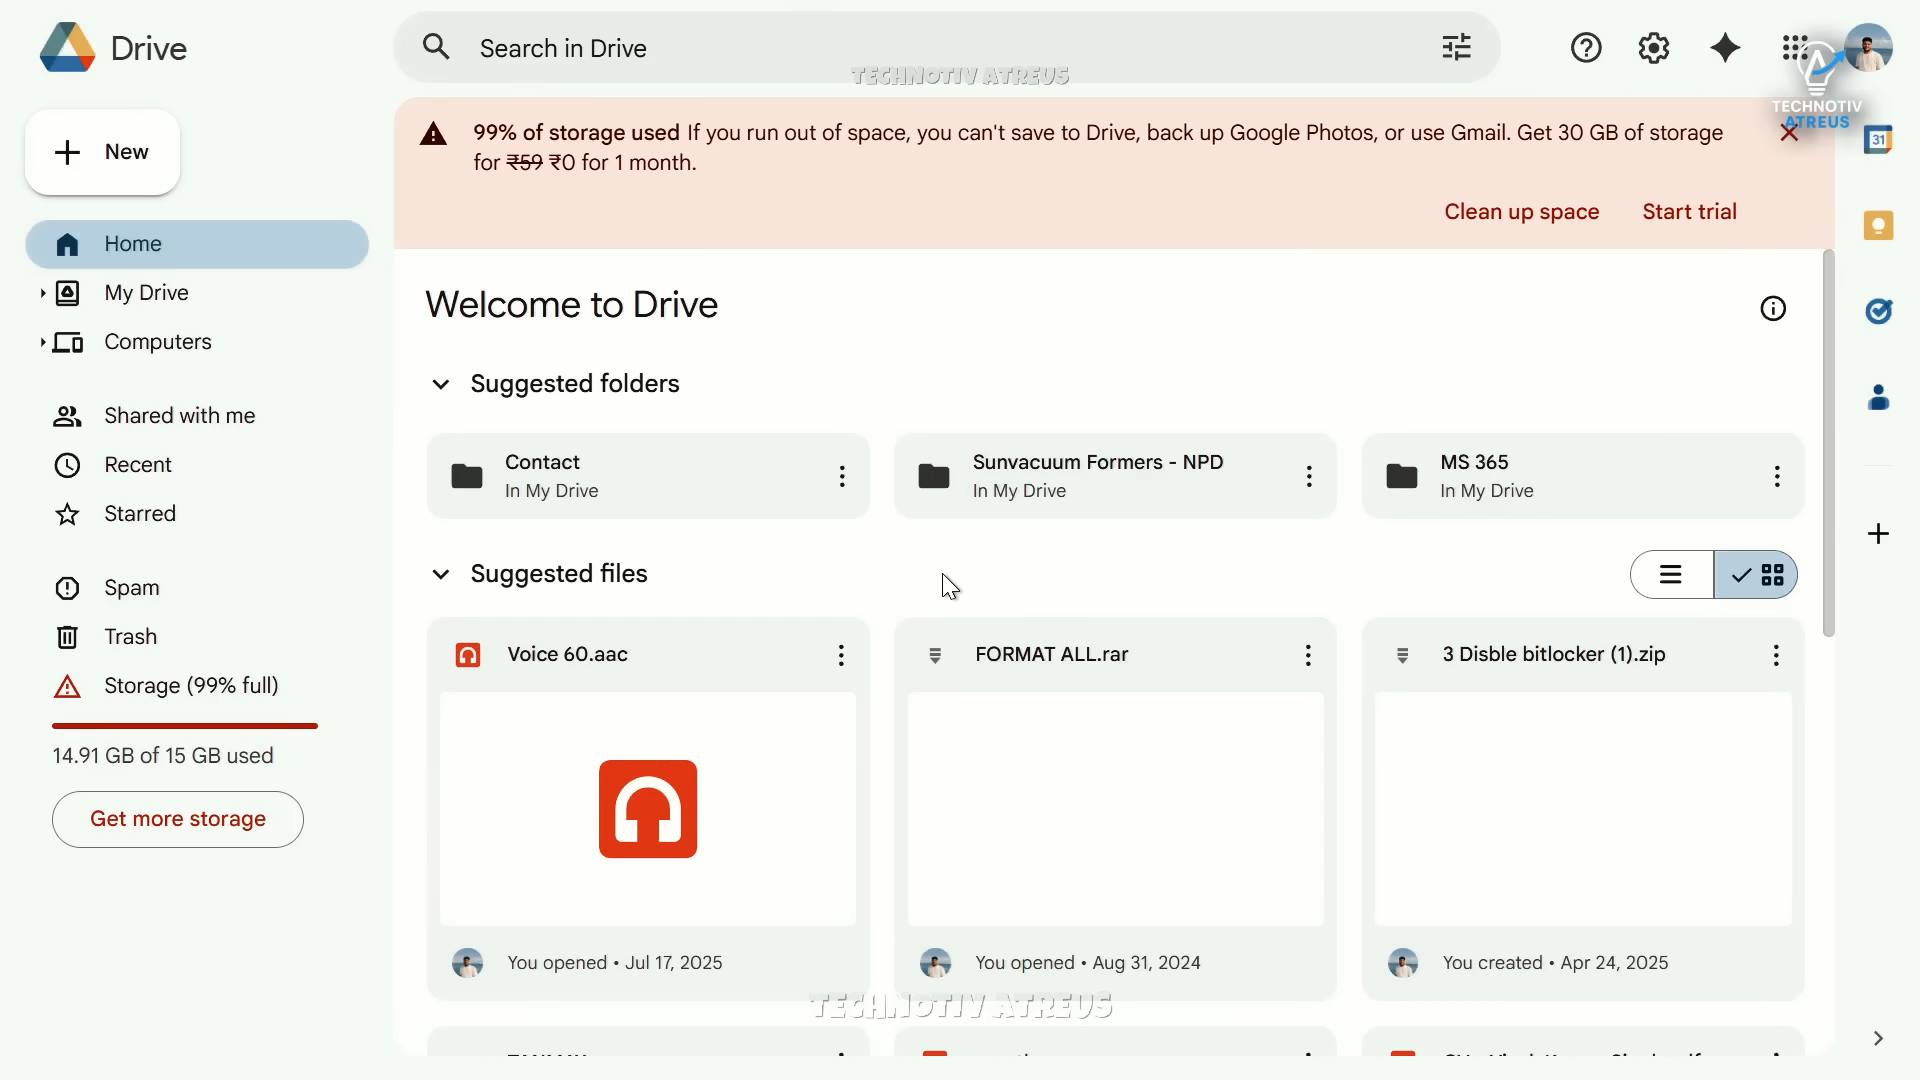 Drive
Search in Drive
TECHNOTIV ATREUS
TECHNOTIV
ATREUS
New
99% of storage used If you run out of space, you can't save to Drive, back up Google Photos, or use Gmail. Get 30 GB of storage
for ₹59 ₹0 for 1 month.
31
Clean up space
Start trial
Home
My Drive
Computers
Shared with me
Recent
Starred
Spam
Trash
Storage (99% full)
14.91 GB of 15 GB used
Get more storage
Welcome to Drive
Suggested folders
Contact
In My Drive
Sunvacuum Formers - NPD
In My Drive
MS 365
In My Drive
Suggested files
Voice 60.aac
FORMAT ALL.rar
3 Disble bitlocker (1).zip
You opened • Jul 17, 2025
You opened • Aug 31, 2024
You created • Apr 24, 2025
TECHNOTIV ATREUS